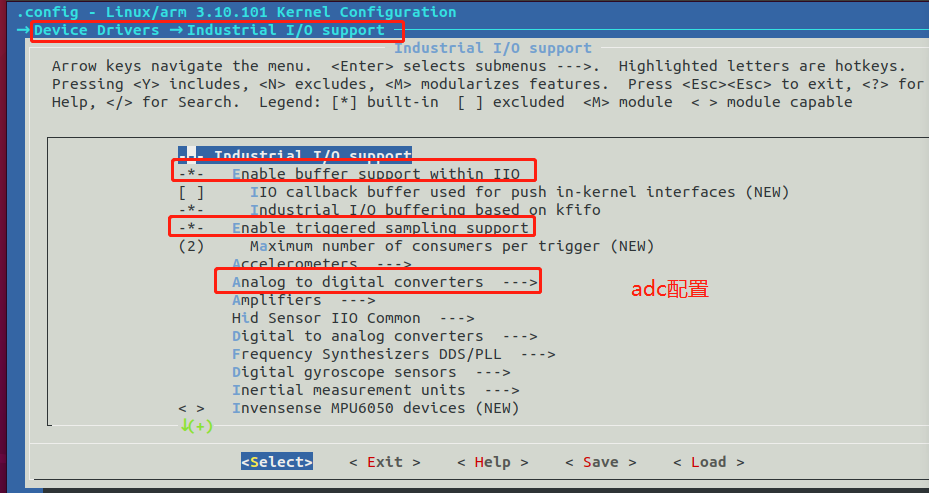 .config - Linux/arm 3.10.101 Kernel Configuration
→Device Drivers →Industrial I/O support
Industrial I/O support
Arrow keys navigate the menu. <Enter> selects submenus --->. Highlighted letters are hotkeys.
Pressing <Y> includes, <N> excludes, <M> modularizes features. Press <Esc><Esc> to exit, <?> for
Help, </> for Search. Legend: [*] built-in [ ] excluded <M> module < > module capable
--- Industrial I/O support
-*- Enable buffer support within IIO
[ ] IIO callback buffer used for push in-kernel interfaces (NEW)
-*- Industrial I/O buffering based on kfifo
-*- Enable triggered sampling support
(2) Maximum number of consumers per trigger (NEW)
Accelerometers --->
Analog to digital converters --->
adc配置
Amplifiers --->
Hid Sensor IIO Common --->
Digital to analog converters --->
Frequency Synthesizers DDS/PLL --->
Digital gyroscope sensors --->
Inertial measurement units --->
< > Invensense MPU6050 devices (NEW)
↓(+)
<Select> < Exit > < Help > < Save > < Load >